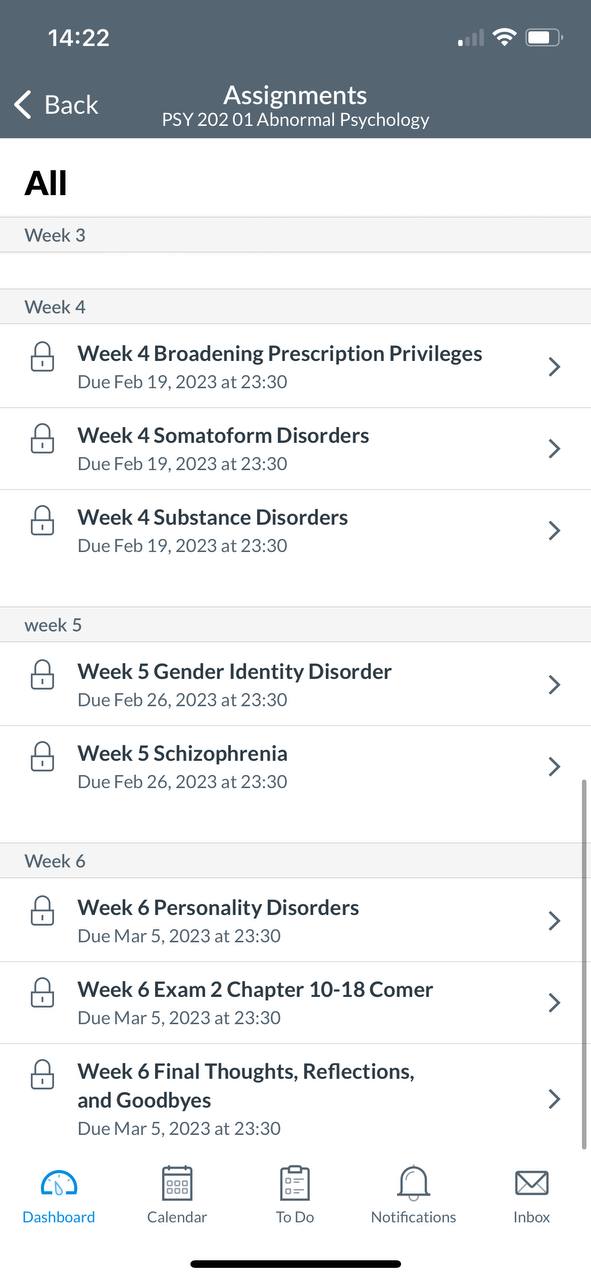 14:22
Back
Assignments
PSY 202 01 Abnormal Psychology
All
Week 3
Week 4
Week 4 Broadening Prescription Privileges
Due Feb 19, 2023 at 23:30
Week 4 Somatoform Disorders
Due Feb 19, 2023 at 23:30
Week 4 Substance Disorders
Due Feb 19, 2023 at 23:30
week 5
Week 5 Gender Identity Disorder
Due Feb 26, 2023 at 23:30
Week 5 Schizophrenia
Due Feb 26, 2023 at 23:30
Week 6
Week 6 Personality Disorders
Due Mar 5, 2023 at 23:30
Week 6 Exam 2 Chapter 10-18 Comer
Due Mar 5, 2023 at 23:30
Week 6 Final Thoughts, Reflections,
and Goodbyes
Due Mar 5, 2023 at 23:30
Dashboard
Calendar
To Do
Notifications
Inbox